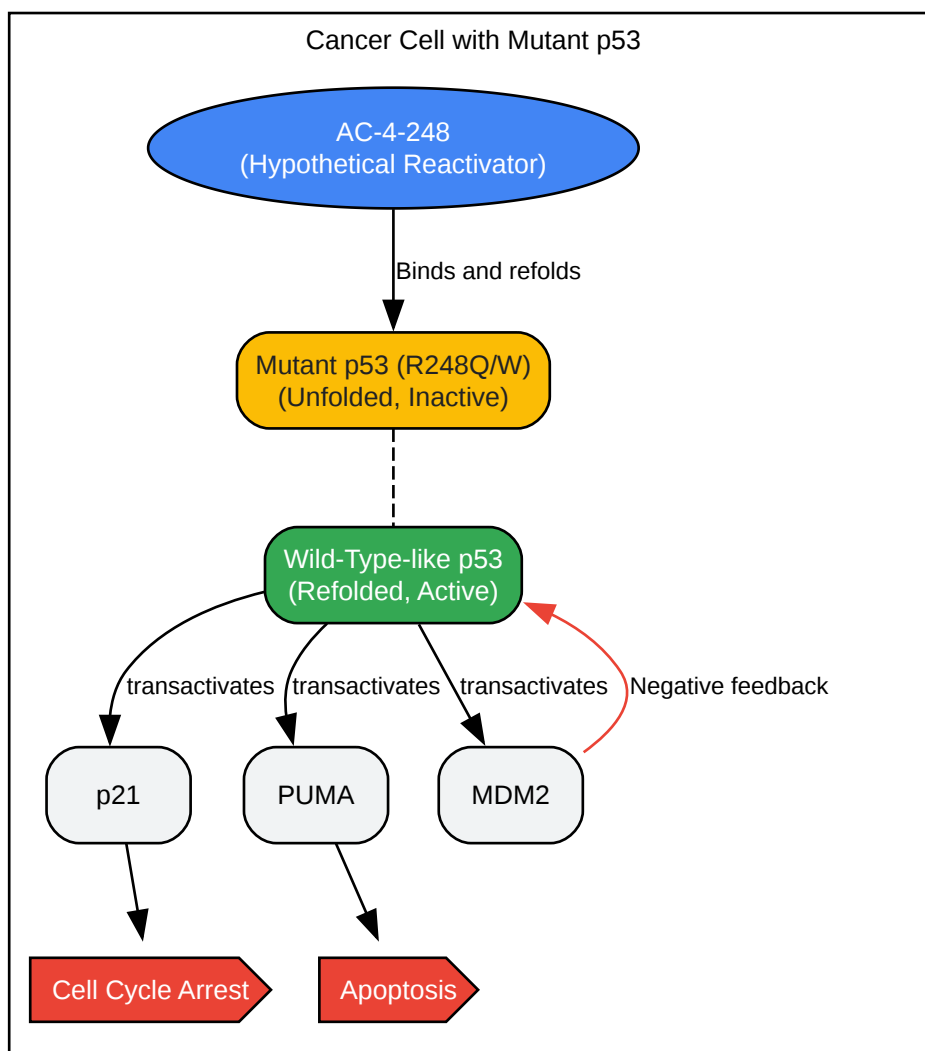 Cancer Cell with Mutant p53
AC-4-248
(Hypothetical Reactivator)
Binds and refolds
Mutant p53 (R248Q/W)
(Unfolded, Inactive)
Wild-Type-like p53
(Refolded, Active)
transactivates
transactivates
transactivates
Negative feedback
p21
PUMA
MDM2
Cell Cycle Arrest
Apoptosis